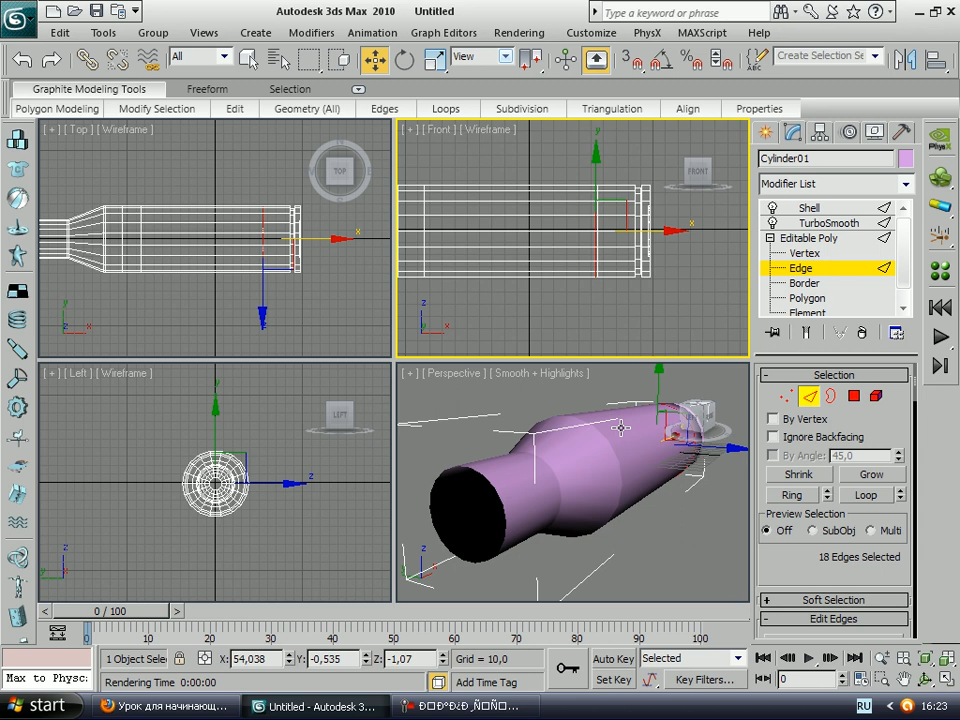 Autodesk 3ds Max 2010 Untitled
Type a keyword or phrase
Edit Tools Group Views Create Modifiers Animation Graph Editors Rendering Customize PhysX MAXScript Help
All View 3 Create Selection Se
Graphite Modeling Tools Freeform Selection
Polygon Modeling Modify Selection Edit Geometry (All) Edges Loops Subdivision Triangulation Align Properties
[ + ] [ Top ] [ Wireframe ]
TOP
x
y
x
z
[ + ] [ Front ] [ Wireframe ]
FRONT
y
x
z
x
[ + ] [ Left ] [ Wireframe ]
LEFT
y
z
z
y
[ + ] [ Perspective ] [ Smooth + Highlights ]
z
Cylinder01
Modifier List
Shell
TurboSmooth
Editable Poly
Vertex
Edge
Border
Polygon
Element
PhysX
- Selection
By Vertex
Ignore Backfacing
By Angle: 45,0
Shrink Grow
Ring Loop
Preview Selection
Off SubObj Multi
18 Edges Selected
+ Soft Selection
- Edit Edges
< 0 / 100 >
0 10 20 30 40 50 60 70 80 90 100
1 Object Selec X: 54,038 Y: -0,535 Z: -1,07 Grid = 10,0 Auto Key Selected
Max to Physc: Rendering Time 0:00:00 Add Time Tag Set Key Key Filters... 0
start Урок для начинающ... Untitled - Autodesk 3... RU 16:23